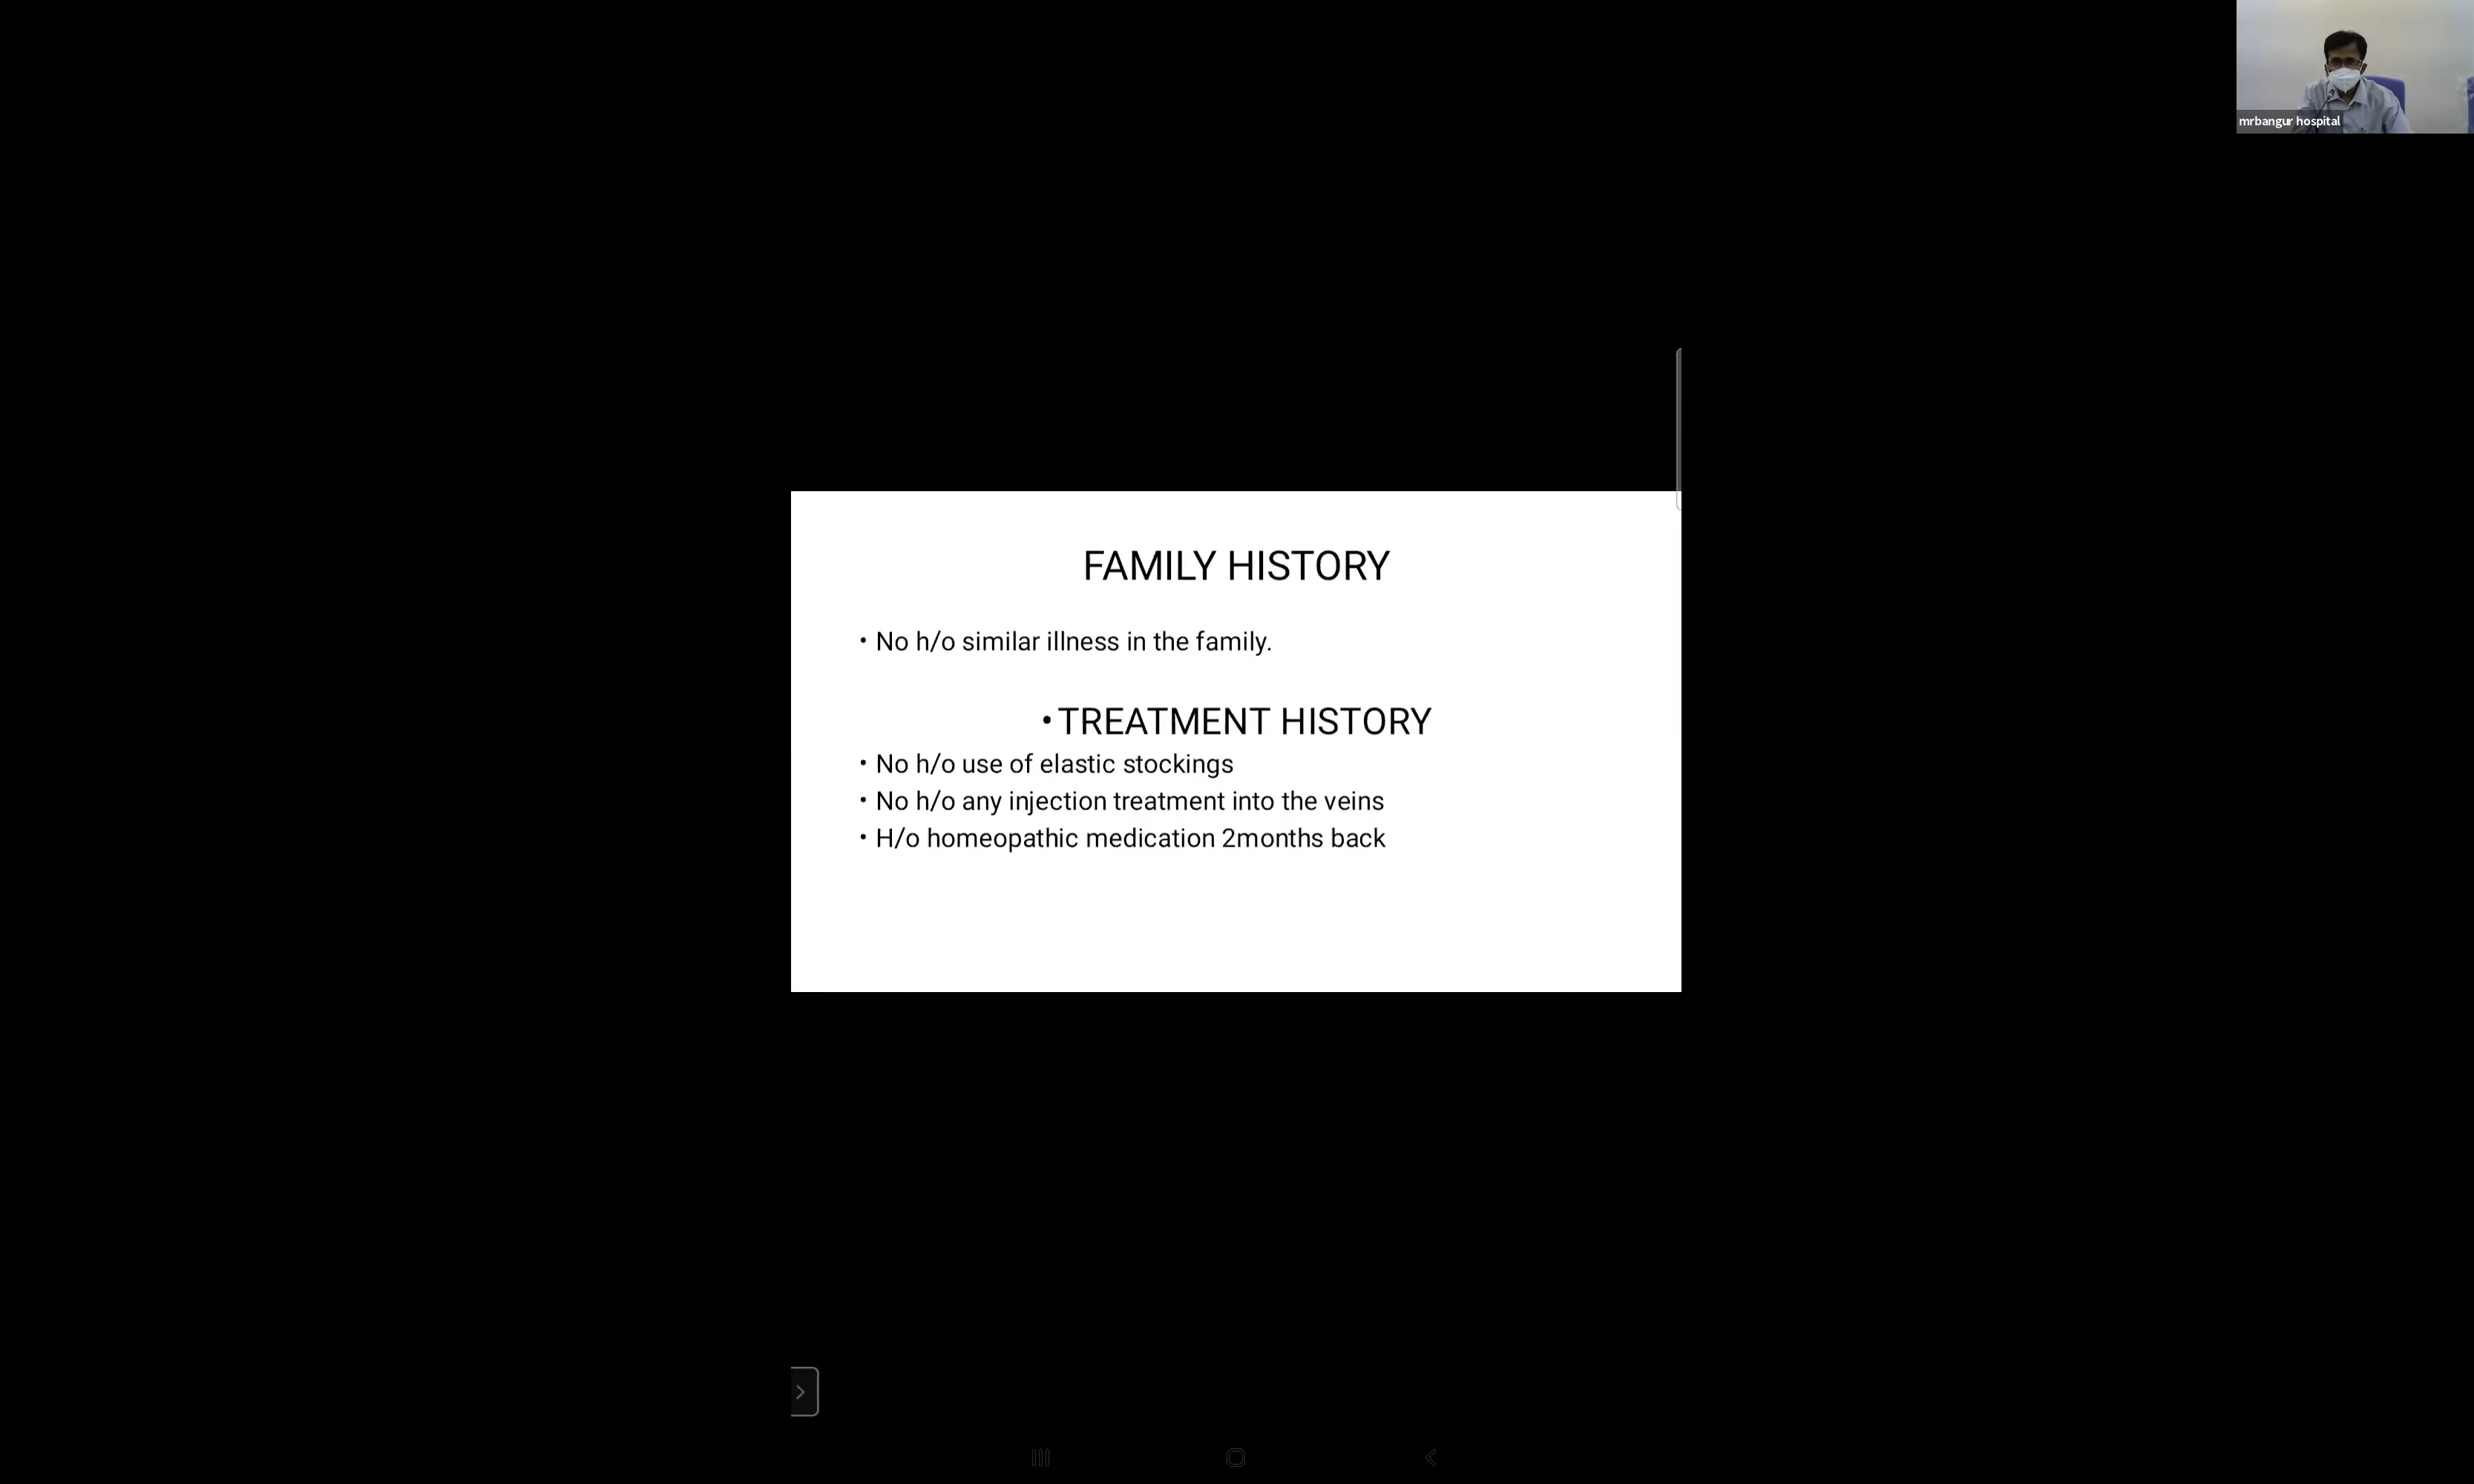 mrbangur hospital
FAMILY HISTORY
• No h/o similar illness in the family.
• TREATMENT HISTORY
• No h/o use of elastic stockings
• No h/o any injection treatment into the veins
• H/o homeopathic medication 2months back